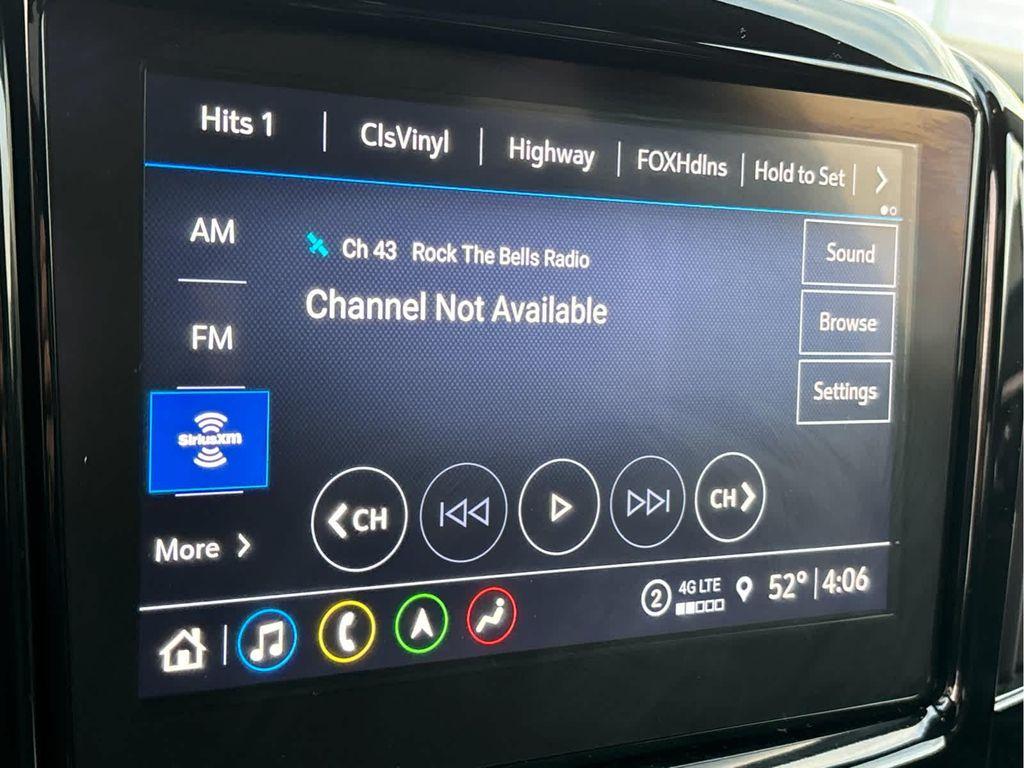 Hits 1 | ClsVinyl | Highway | FOXHdlns | Hold to Set | >
AM
Ch 43 Rock The Bells Radio
Sound
Channel Not Available
FM
Browse
Settings
SiriusXM
<CH
CH>
More >
2 4G LTE 52° | 4:06